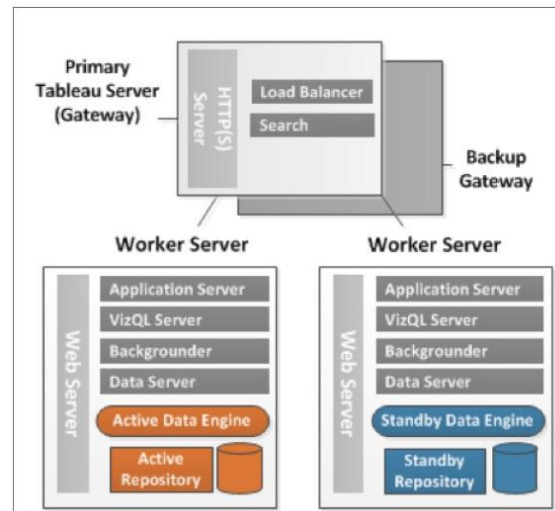 Primary
Tableau Server
(Gateway)
HTTP(S)
Server
Load Balancer
Search
Backup
Gateway
Worker Server
Worker Server
Web Server
Application Server
VizQL Server
Backgrounder
Data Server
Active Data Engine
Active
Repository
Web Server
Application Server
VizQL Server
Backgrounder
Data Server
Standby Data Engine
Standby
Repository